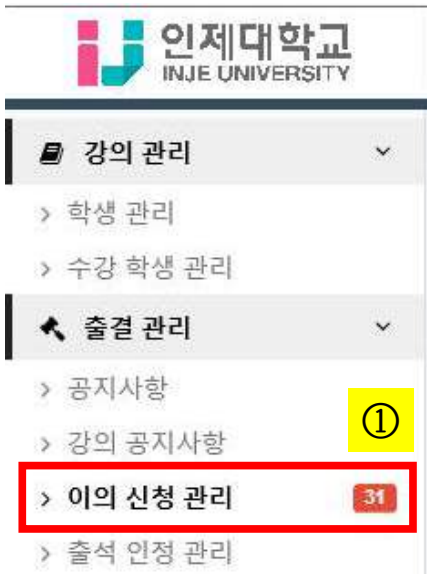 인제대학교
INJE UNIVERSITY
강의 관리
> 학생 관리
> 수강 학생 관리
출결 관리
> 공지사항
①
> 강의 공지사항
> 이의 신청 관리 31
> 출석 인정 관리